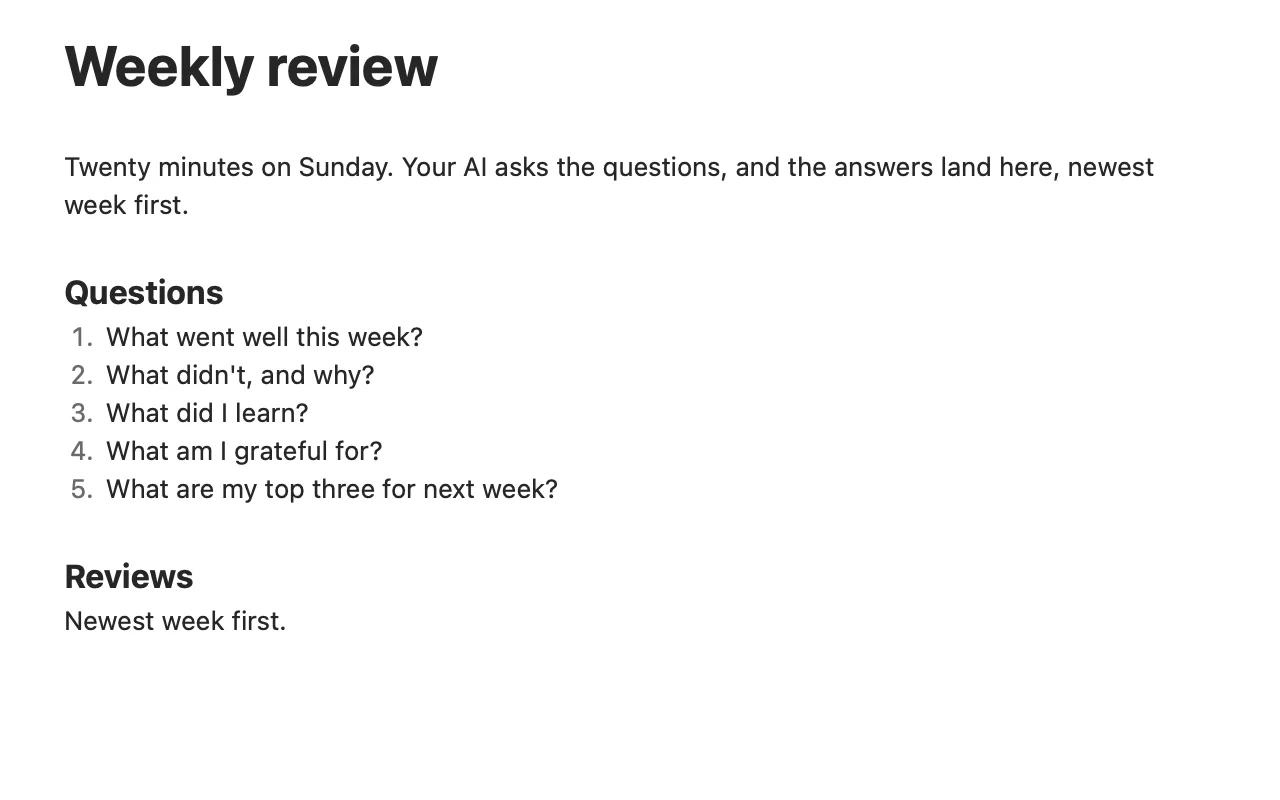 Weekly review
Twenty minutes on Sunday. Your AI asks the questions, and the answers land here, newest
week first.
Questions
1. What went well this week?
2. What didn't, and why?
3. What did I learn?
4. What am I grateful for?
5. What are my top three for next week?
Reviews
Newest week first.